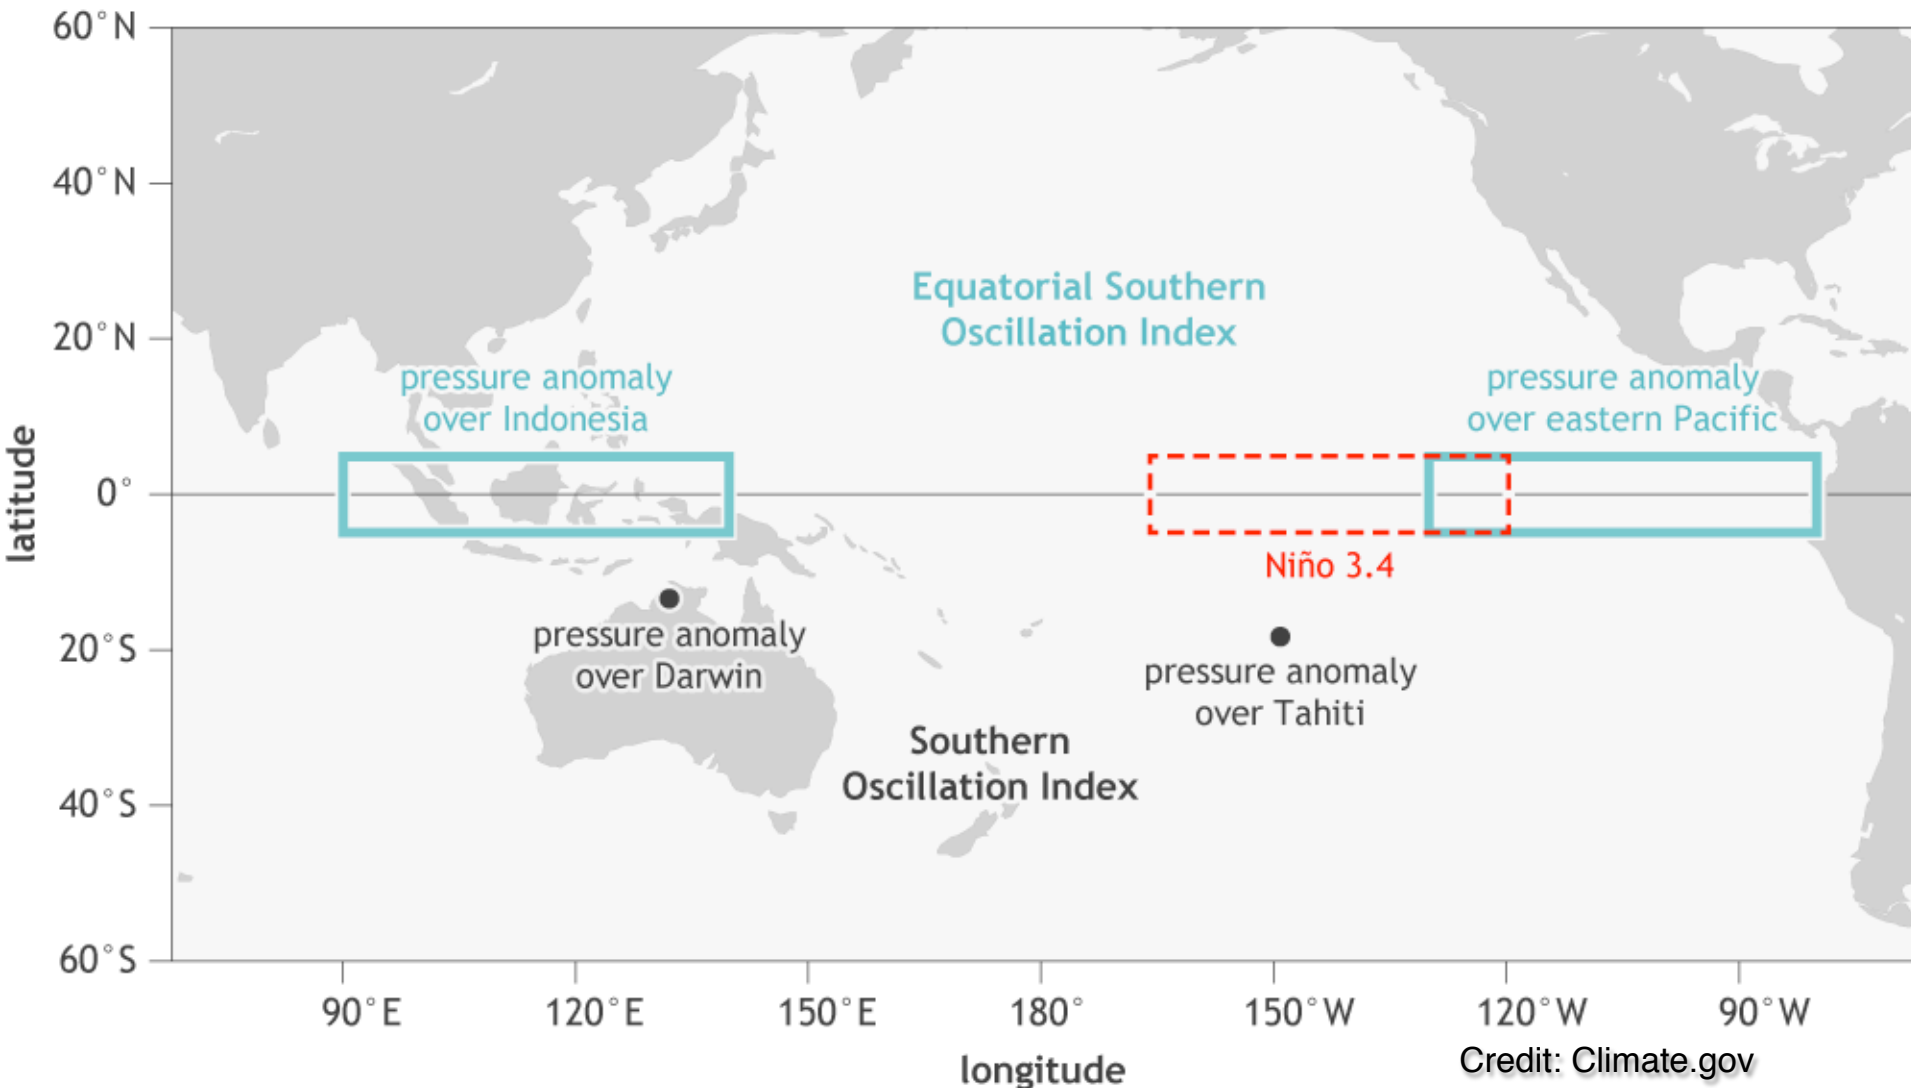 60°N
40°N
20°N
0°
20°S
40°S
60°S
latitude
Equatorial Southern
Oscillation Index
pressure anomaly
over Indonesia
pressure anomaly
over eastern Pacific
Niño 3.4
pressure anomaly
over Darwin
pressure anomaly
over Tahiti
Southern
Oscillation Index
90°E
120°E
150°E
180°
150°W
120°W
90°W
longitude
Credit: Climate.gov